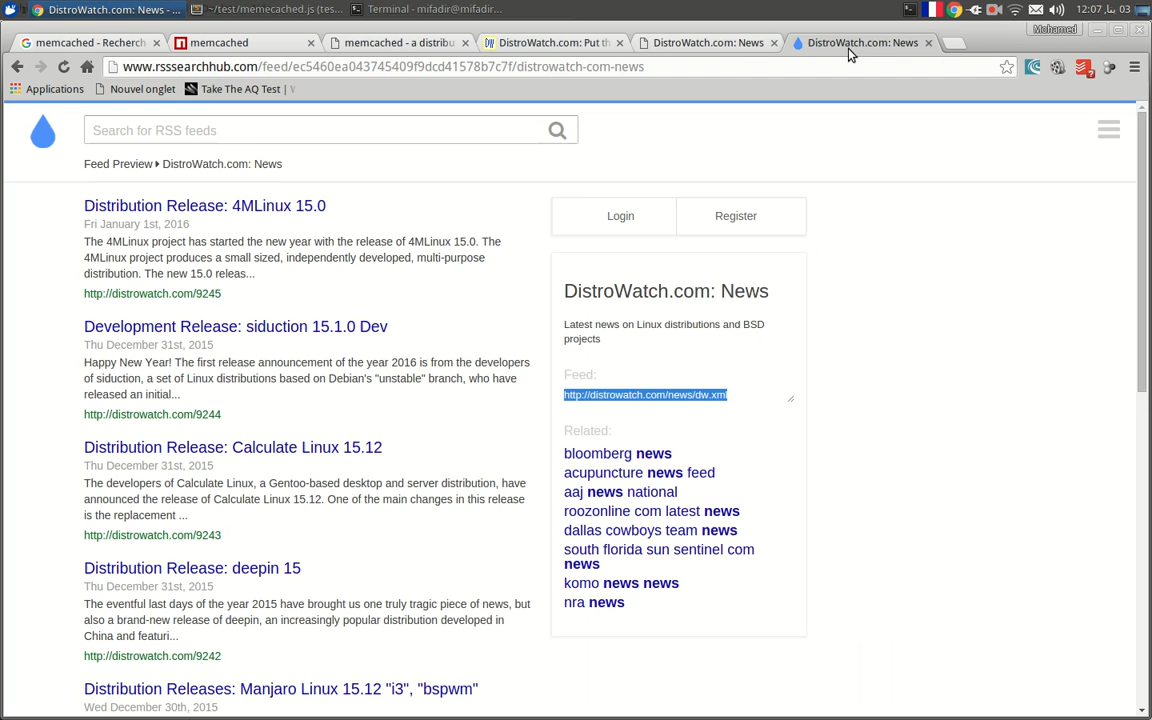 DistroWatch.com: News - ...
~/test/memecached.js (tes...
Terminal - mifadir@mifadir...
12:07 ,ينا 03
memcached - Recherch
memcached
memcached - a distribu
DistroWatch.com: Put th
DistroWatch.com: News
DistroWatch.com: News
Mohamed
www.rsssearchhub.com/feed/ec5460ea043745409f9dcd41578b7c7f/distrowatch-com-news
Applications
Nouvel onglet
Take The AQ Test |
Search for RSS feeds
Feed Preview DistroWatch.com: News
Distribution Release: 4MLinux 15.0
Fri January 1st, 2016
The 4MLinux project has started the new year with the release of 4MLinux 15.0. The
4MLinux project produces a small sized, independently developed, multi-purpose
distribution. The new 15.0 releas...
http://distrowatch.com/9245
Development Release: siduction 15.1.0 Dev
Thu December 31st, 2015
Happy New Year! The first release announcement of the year 2016 is from the developers
of siduction, a set of Linux distributions based on Debian's "unstable" branch, who have
released an initial...
http://distrowatch.com/9244
Distribution Release: Calculate Linux 15.12
Thu December 31st, 2015
The developers of Calculate Linux, a Gentoo-based desktop and server distribution, have
announced the release of Calculate Linux 15.12. One of the main changes in this release
is the replacement ...
http://distrowatch.com/9243
Distribution Release: deepin 15
Thu December 31st, 2015
The eventful last days of the year 2015 have brought us one truly tragic piece of news, but
also a brand-new release of deepin, an increasingly popular distribution developed in
China and featuri...
http://distrowatch.com/9242
Distribution Releases: Manjaro Linux 15.12 "i3", "bspwm"
Wed December 30th, 2015
Login
Register
DistroWatch.com: News
Latest news on Linux distributions and BSD
projects
Feed:
http://distrowatch.com/news/dw.xml
Related:
bloomberg news
acupuncture news feed
aaj news national
roozonline com latest news
dallas cowboys team news
south florida sun sentinel com
news
komo news news
nra news